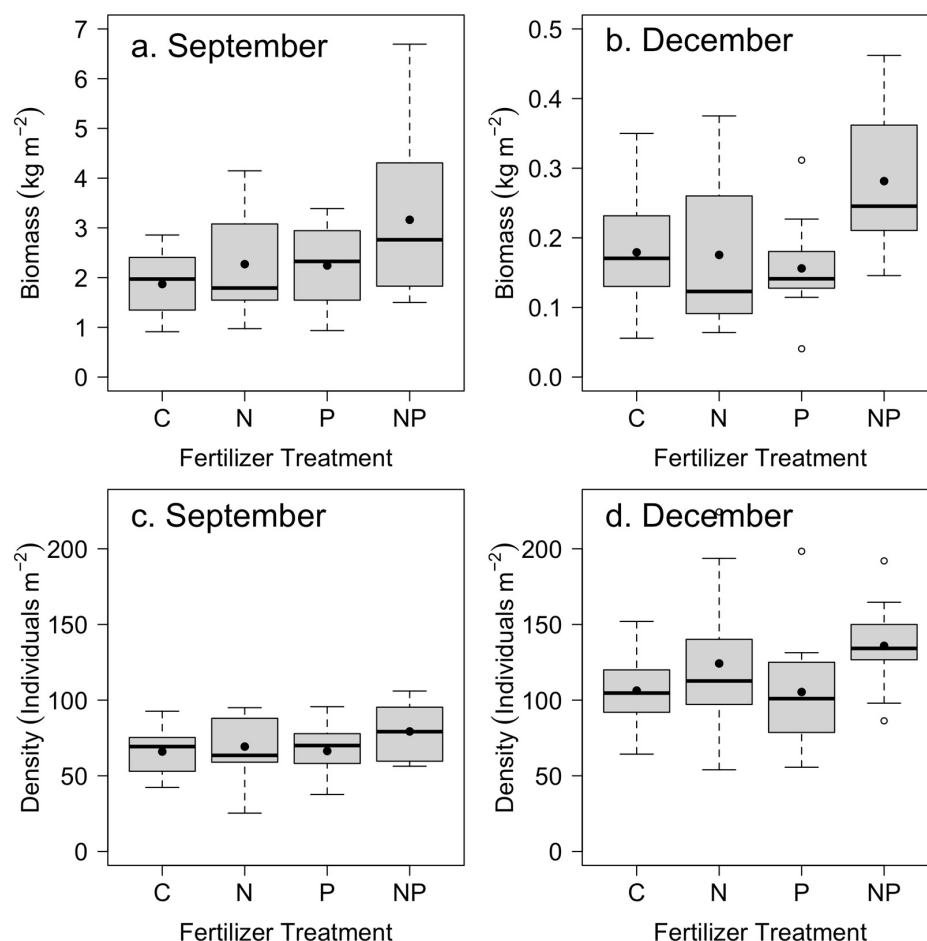 a. September
Biomass (kg m−2)
7
6
5
4
3
2
1
0
C N P NP
Fertilizer Treatment
b. December
Biomass (kg m−2)
0.5
0.4
0.3
0.2
0.1
0.0
C N P NP
Fertilizer Treatment
c. September
Density (Individuals m−2)
200
150
100
50
0
C N P NP
Fertilizer Treatment
d. December
Density (Individuals m−2)
200
150
100
50
0
C N P NP
Fertilizer Treatment